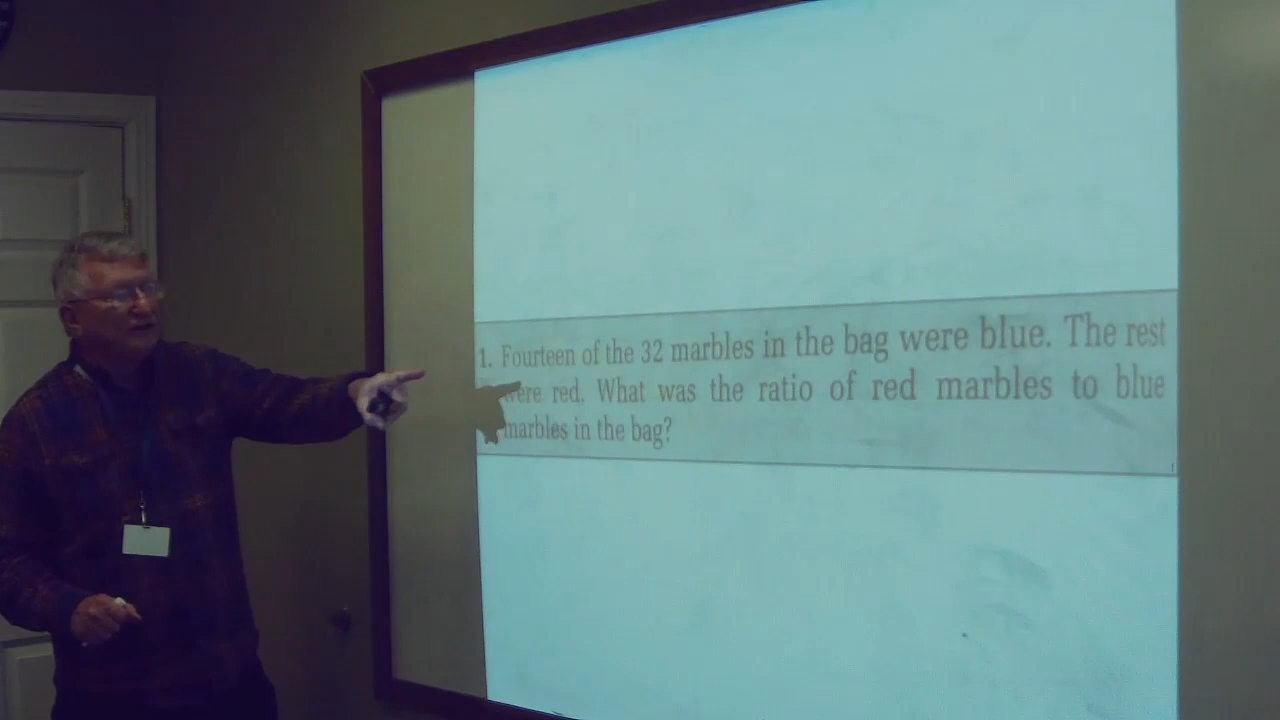 1. Fourteen of the 32 marbles in the bag were blue. The rest
were red. What was the ratio of red marbles to blue
marbles in the bag?